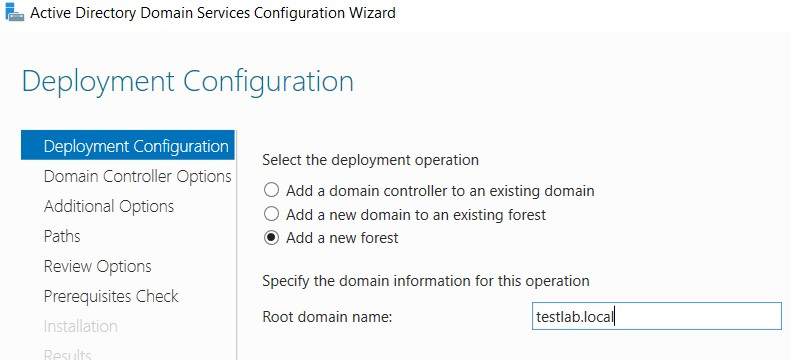 Active Directory Domain Services Configuration Wizard
Deployment Configuration
Deployment Configuration
Domain Controller Options
Additional Options
Paths
Review Options
Prerequisites Check
Installation
Results
Select the deployment operation
Add a domain controller to an existing domain
Add a new domain to an existing forest
Add a new forest
Specify the domain information for this operation
Root domain name: testlab.local